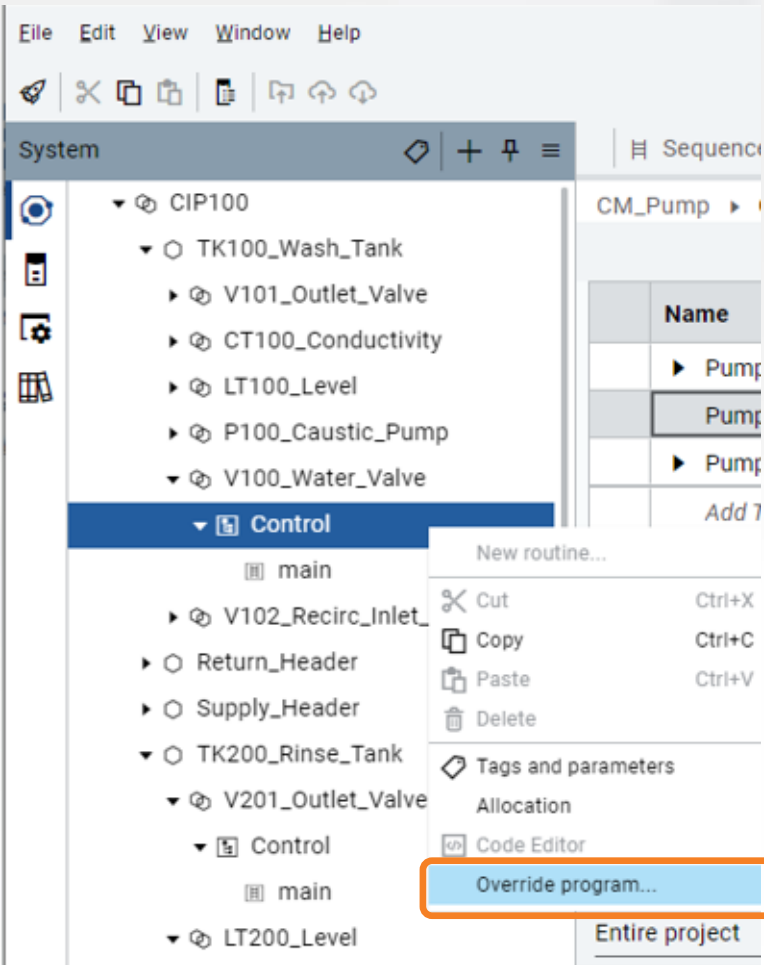 File Edit View Window Help
System
Sequence
CIP100
CM_Pump
TK100_Wash_Tank
V101_Outlet_Valve
Name
CT100_Conductivity
LT100_Level
Pump
P100_Caustic_Pump
Pump
V100_Water_Valve
Pump
Control
Add T
New routine...
main
Cut Ctrl+X
V102_Recirc_Inlet_
Copy Ctrl+C
Return_Header
Paste Ctrl+V
Supply_Header
Delete
TK200_Rinse_Tank
Tags and parameters
V201_Outlet_Valve
Allocation
Control
Code Editor
main
Override program...
LT200_Level
Entire project